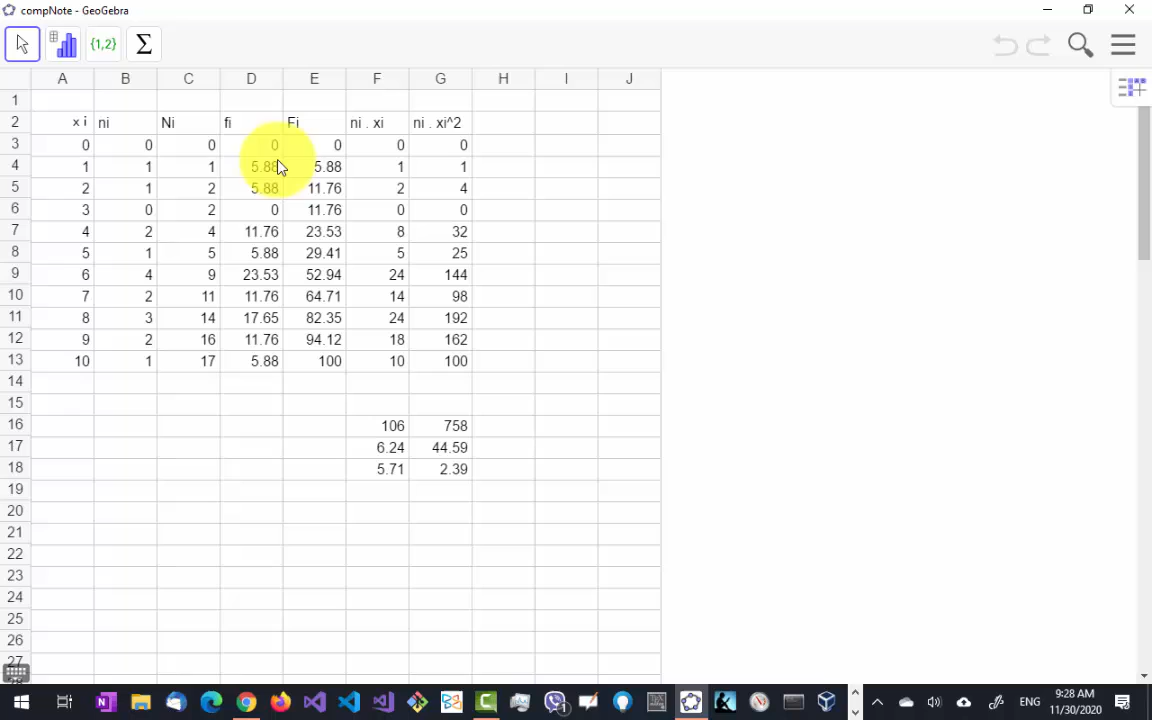 compNote - GeoGebra
{1,2} Σ
A B C D E F G H I J
1
2 x i ni Ni fi Fi ni . xi ni . xi^2
3 0 0 0 0 0 0 0
4 1 1 1 5.88 5.88 1 1
5 2 1 2 5.88 11.76 2 4
6 3 0 2 0 11.76 0 0
7 4 2 4 11.76 23.53 8 32
8 5 1 5 5.88 29.41 5 25
9 6 4 9 23.53 52.94 24 144
10 7 2 11 11.76 64.71 14 98
11 8 3 14 17.65 82.35 24 192
12 9 2 16 11.76 94.12 18 162
13 10 1 17 5.88 100 10 100
14
15
16 106 758
17 6.24 44.59
18 5.71 2.39
19
20
21
22
23
24
25
26
27
ENG 9:28 AM
11/30/2020